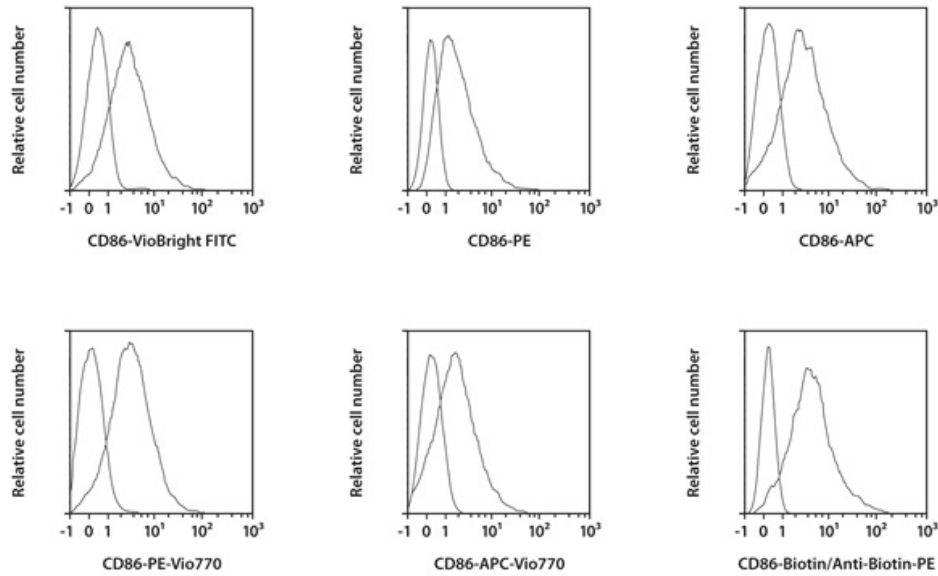 Relative cell number
-1 0 1 10¹ 10² 10³
CD86-VioBright FITC
Relative cell number
-1 0 1 10¹ 10² 10³
CD86-PE
Relative cell number
-1 0 1 10¹ 10² 10³
CD86-APC
Relative cell number
-1 0 1 10¹ 10² 10³
CD86-PE-Vio770
Relative cell number
-1 0 1 10¹ 10² 10³
CD86-APC-Vio770
Relative cell number
-1 0 1 10¹ 10² 10³
CD86-Biotin/Anti-Biotin-PE